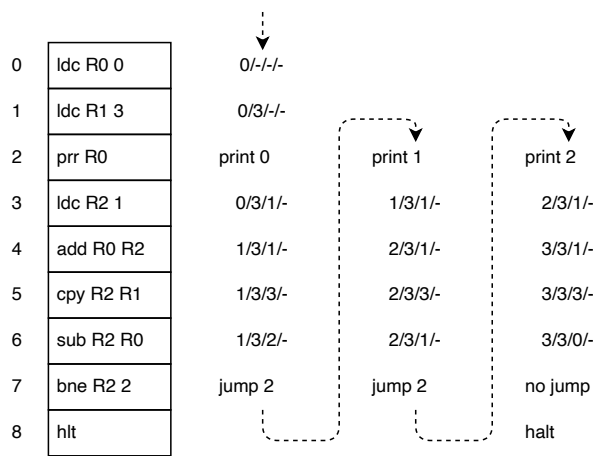 0 ldc R0 0 0/-/-/-
1 ldc R1 3 0/3/-/-
2 prr R0 print 0 print 1 print 2
3 ldc R2 1 0/3/1/- 1/3/1/- 2/3/1/-
4 add R0 R2 1/3/1/- 2/3/1/- 3/3/1/-
5 cpy R2 R1 1/3/3/- 2/3/3/- 3/3/3/-
6 sub R2 R0 1/3/2/- 2/3/1/- 3/3/0/-
7 bne R2 2 jump 2 jump 2 no jump
8 hlt halt